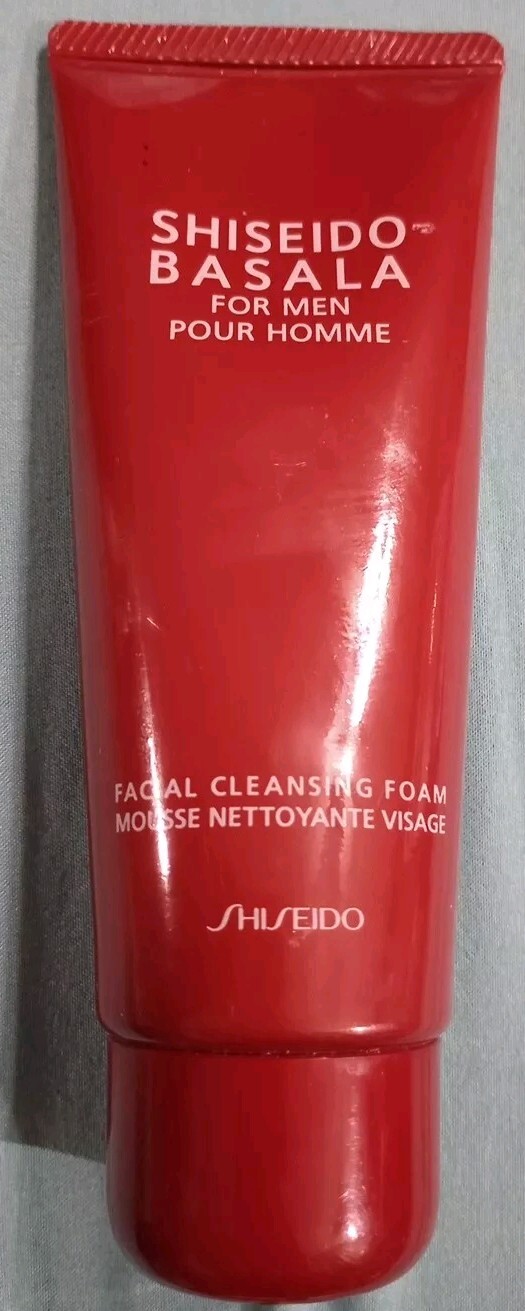 SHISEIDO
BASALA
FOR MEN
POUR HOMME
FACIAL CLEANSING FOAM
MOUSSE NETTOYANTE VISAGE
SHISEIDO